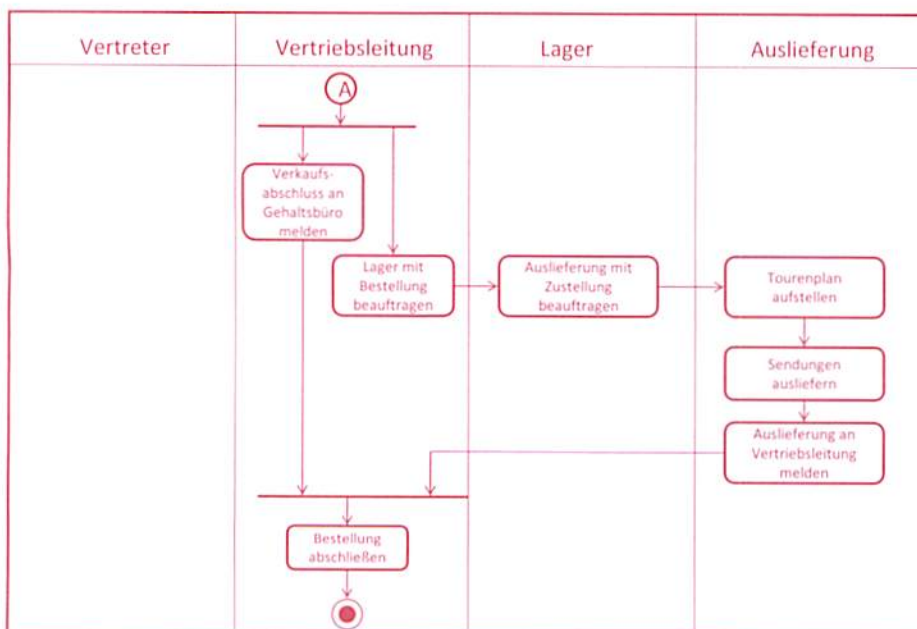 Vertreter
Vertriebsleitung
Lager
Auslieferung
A
Verkaufs-
abschluss an
Gehaltsbüro
melden
Lager mit
Bestellung
beauftragen
Auslieferung mit
Zustellung
beauftragen
Tourenplan
aufstellen
Sendungen
ausliefern
Auslieferung an
Vertriebsleitung
melden
Bestellung
abschließen